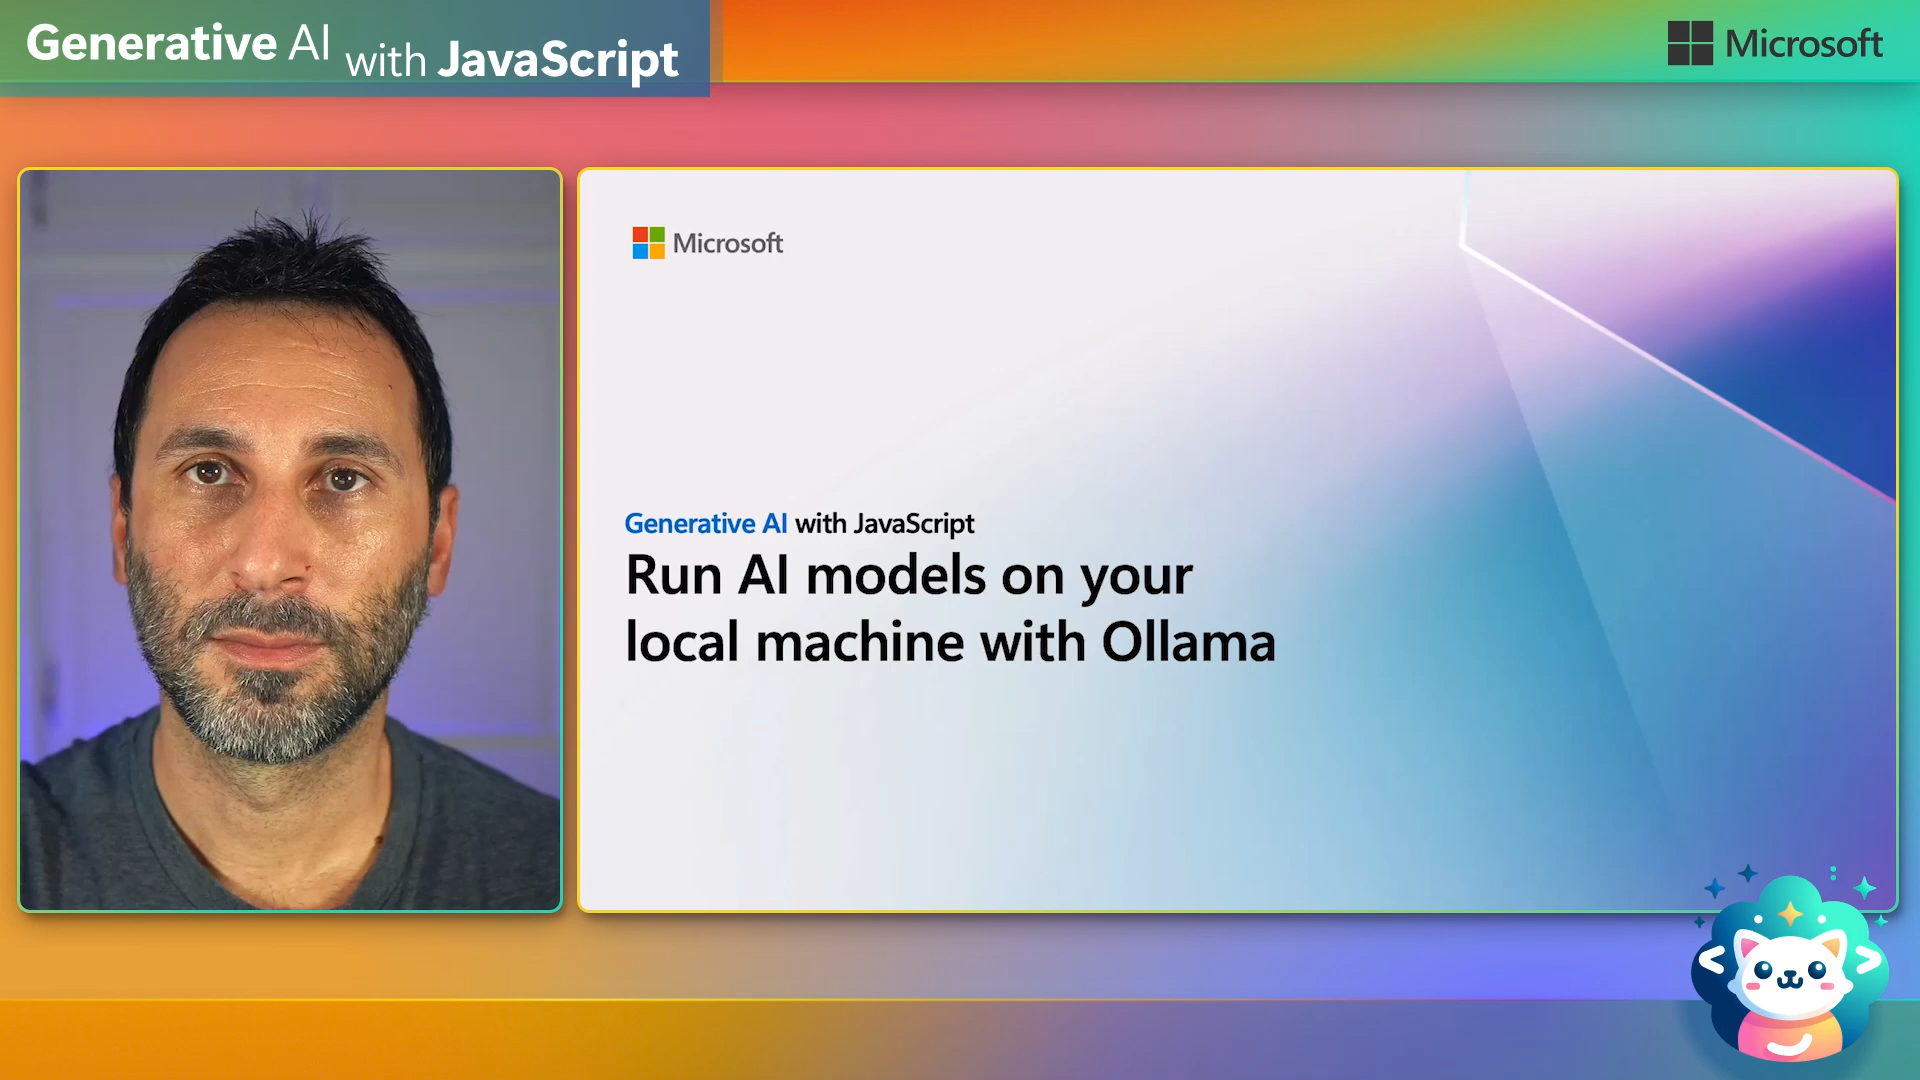 Generative AI with JavaScript
Microsoft
Microsoft
Generative AI with JavaScript
Run AI models on your
local machine with Ollama
< >